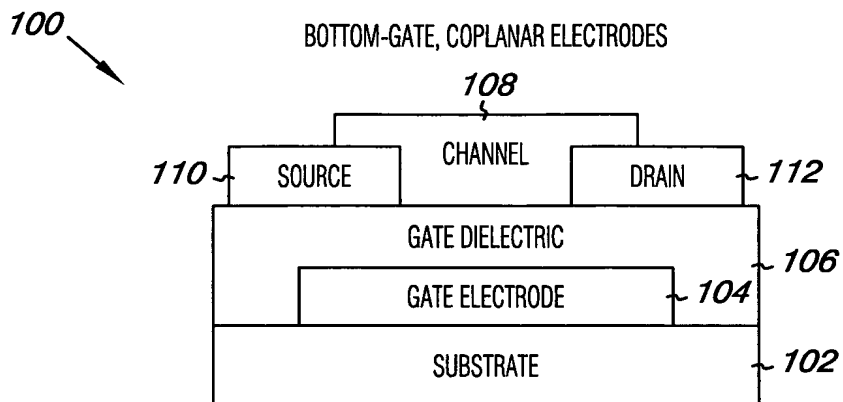 100
BOTTOM-GATE, COPLANAR ELECTRODES
108
CHANNEL
110
SOURCE
DRAIN
112
GATE DIELECTRIC
106
GATE ELECTRODE
104
SUBSTRATE
102